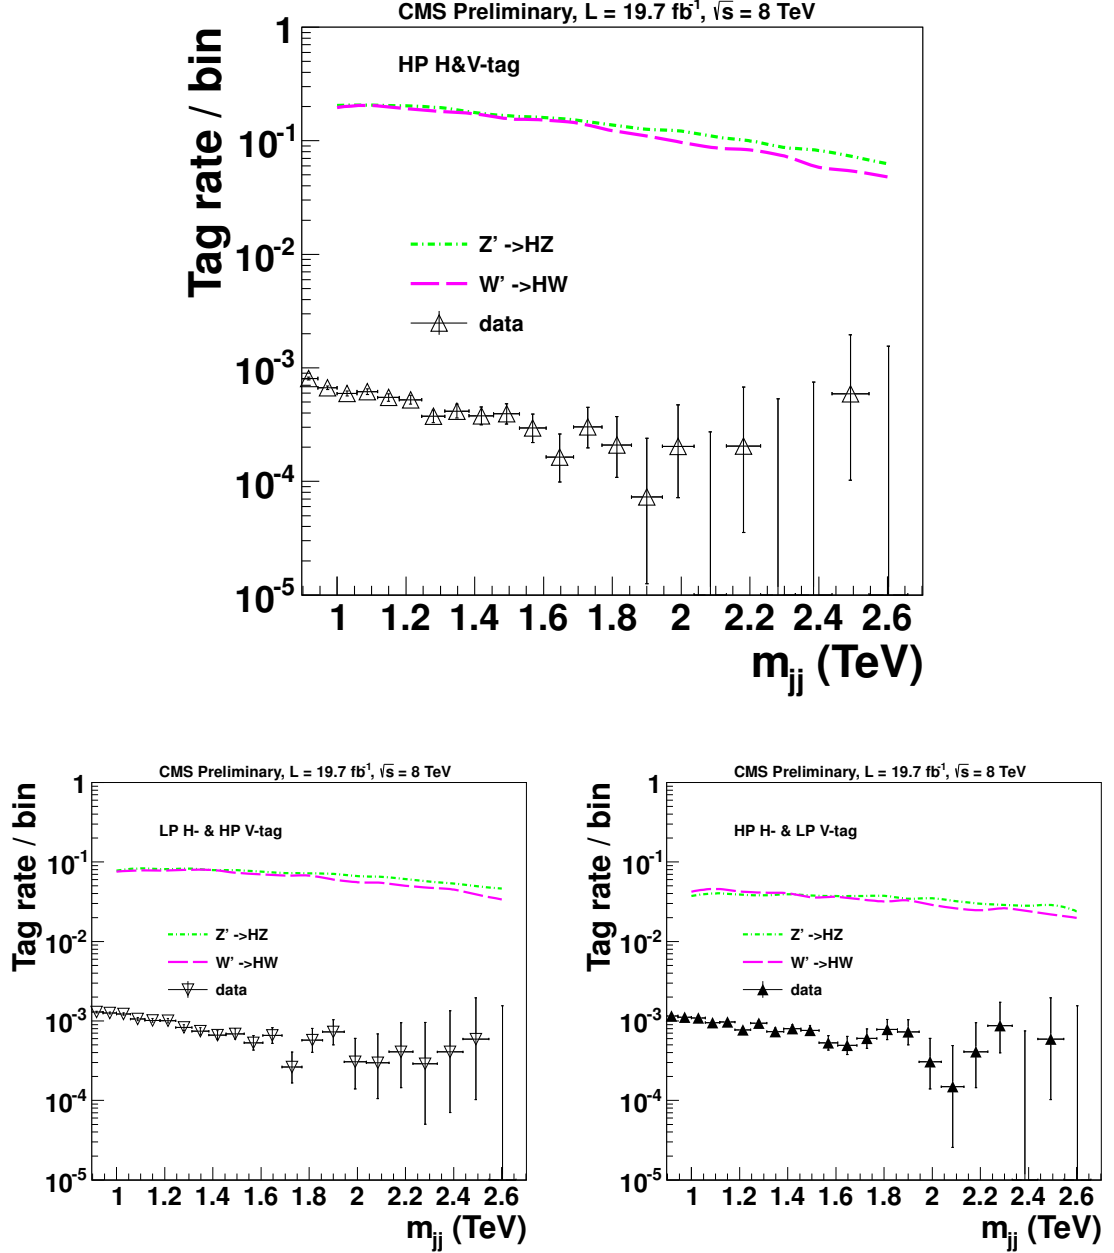 CMS Preliminary, L = 19.7 fb⁻¹, √s = 8 TeV
Tag rate / bin
1
10⁻¹
10⁻²
10⁻³
10⁻⁴
10⁻⁵
HP H&V-tag
Z' ->HZ
W' ->HW
data
1 1.2 1.4 1.6 1.8 2 2.2 2.4 2.6
m_jj (TeV)
CMS Preliminary, L = 19.7 fb⁻¹, √s = 8 TeV
Tag rate / bin
1
10⁻¹
10⁻²
10⁻³
10⁻⁴
10⁻⁵
LP H- & HP V-tag
Z' ->HZ
W' ->HW
data
1 1.2 1.4 1.6 1.8 2 2.2 2.4 2.6
m_jj (TeV)
CMS Preliminary, L = 19.7 fb⁻¹, √s = 8 TeV
Tag rate / bin
1
10⁻¹
10⁻²
10⁻³
10⁻⁴
10⁻⁵
HP H- & LP V-tag
Z' ->HZ
W' ->HW
data
1 1.2 1.4 1.6 1.8 2 2.2 2.4 2.6
m_jj (TeV)